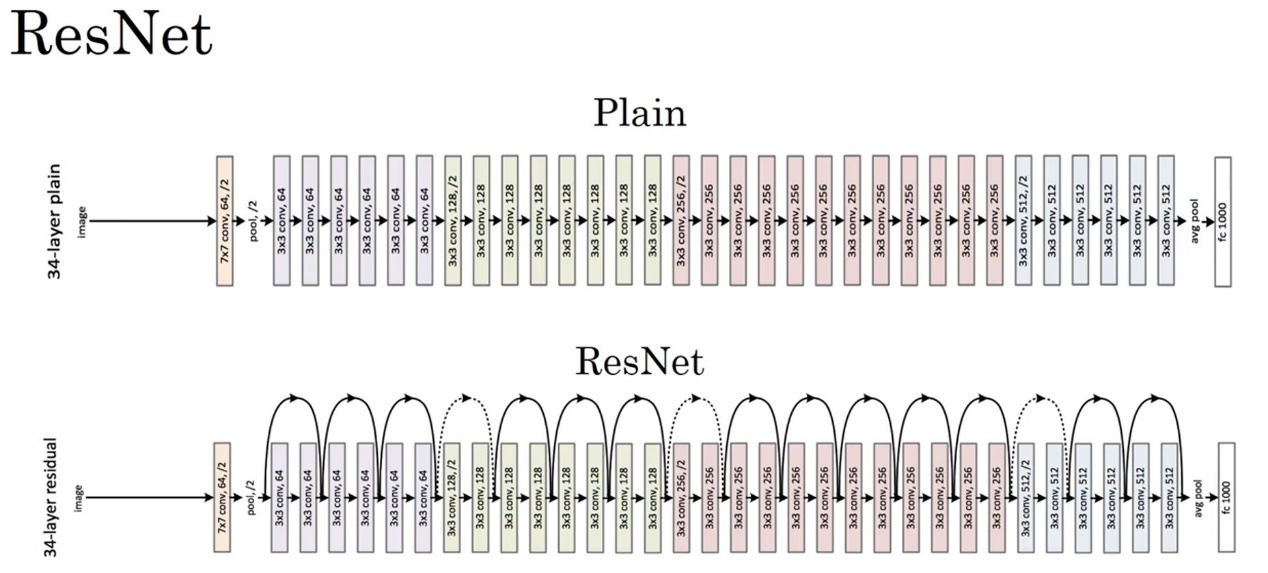 ResNet
Plain
34-layer plain
image
7x7 conv, 64, /2
pool, /2
3x3 conv, 64
3x3 conv, 64
3x3 conv, 64
3x3 conv, 64
3x3 conv, 64
3x3 conv, 64
3x3 conv, 128, /2
3x3 conv, 128
3x3 conv, 128
3x3 conv, 128
3x3 conv, 128
3x3 conv, 128
3x3 conv, 128
3x3 conv, 128
3x3 conv, 256, /2
3x3 conv, 256
3x3 conv, 256
3x3 conv, 256
3x3 conv, 256
3x3 conv, 256
3x3 conv, 256
3x3 conv, 256
3x3 conv, 256
3x3 conv, 256
3x3 conv, 256
3x3 conv, 256
3x3 conv, 512, /2
3x3 conv, 512
3x3 conv, 512
3x3 conv, 512
3x3 conv, 512
3x3 conv, 512
avg pool
fc 1000
ResNet
34-layer residual
image
7x7 conv, 64, /2
pool, /2
3x3 conv, 64
3x3 conv, 64
3x3 conv, 64
3x3 conv, 64
3x3 conv, 64
3x3 conv, 64
3x3 conv, 128, /2
3x3 conv, 128
3x3 conv, 128
3x3 conv, 128
3x3 conv, 128
3x3 conv, 128
3x3 conv, 128
3x3 conv, 128
3x3 conv, 256, /2
3x3 conv, 256
3x3 conv, 256
3x3 conv, 256
3x3 conv, 256
3x3 conv, 256
3x3 conv, 256
3x3 conv, 256
3x3 conv, 256
3x3 conv, 256
3x3 conv, 256
3x3 conv, 256
3x3 conv, 512, /2
3x3 conv, 512
3x3 conv, 512
3x3 conv, 512
3x3 conv, 512
3x3 conv, 512
avg pool
fc 1000